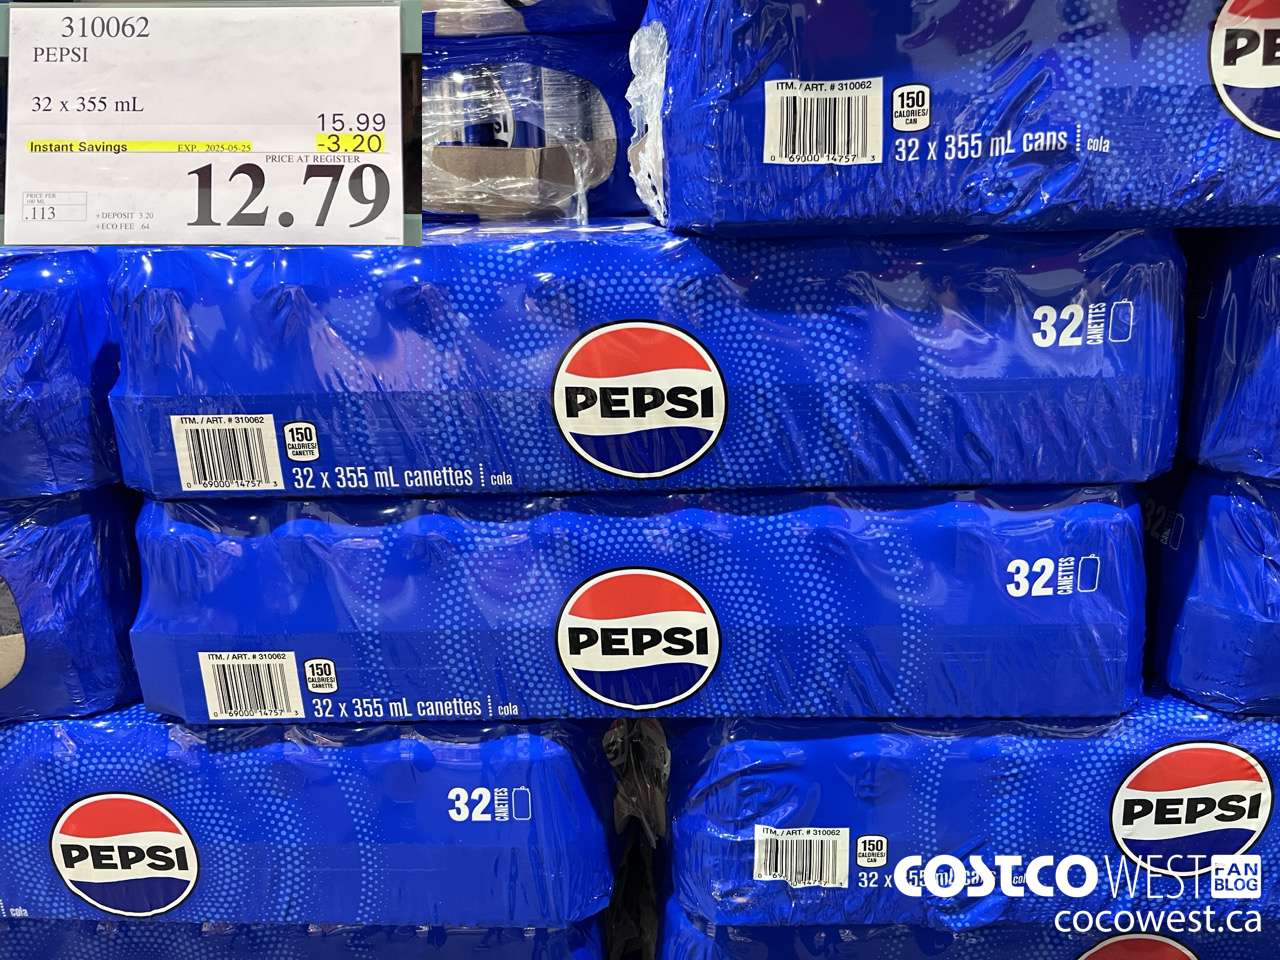 310062
PEPSI
32 x 355 mL
15.99
Instant Savings EXP. 2025-05-25 -3.20
PRICE AT REGISTER
12.79
PRICE PER
100 ML
.113
+DEPOSIT 3.20
+ECO FEE .64
PE
ITM. / ART. # 310062
0 69000 14757 3
150
CALORIES/
CAN
32 x 355 mL cans cola
32 CANETTES
PEPSI
ITM. / ART. # 310062
0 69000 14757 3
150
CALORIES/
CANETTE
32 x 355 mL canettes cola
32 CANETTES
PEPSI
ITM. / ART. # 310062
0 69000 14757 3
150
CALORIES/
CANETTE
32 x 355 mL canettes cola
32 CANETTES
PEPSI
cola
PEPSI
ITM. / ART. # 310062
150
CALORIES/
CAN
32 x
COSTCO WEST FAN BLOG
cocowest.ca